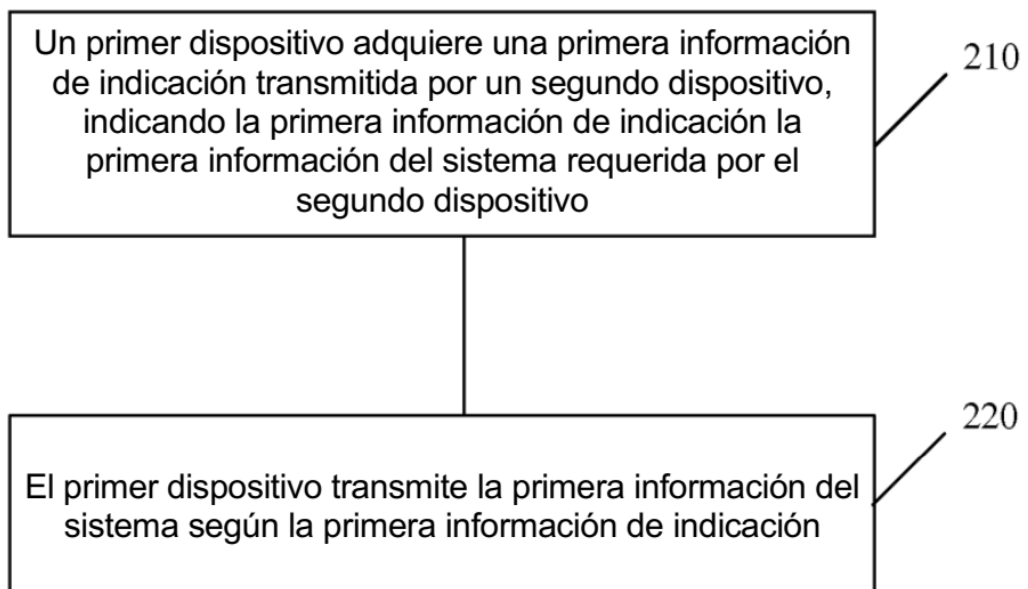 Un primer dispositivo adquiere una primera información
de indicación transmitida por un segundo dispositivo,
indicando la primera información de indicación la
primera información del sistema requerida por el
segundo dispositivo
210
El primer dispositivo transmite la primera información del
sistema según la primera información de indicación
220